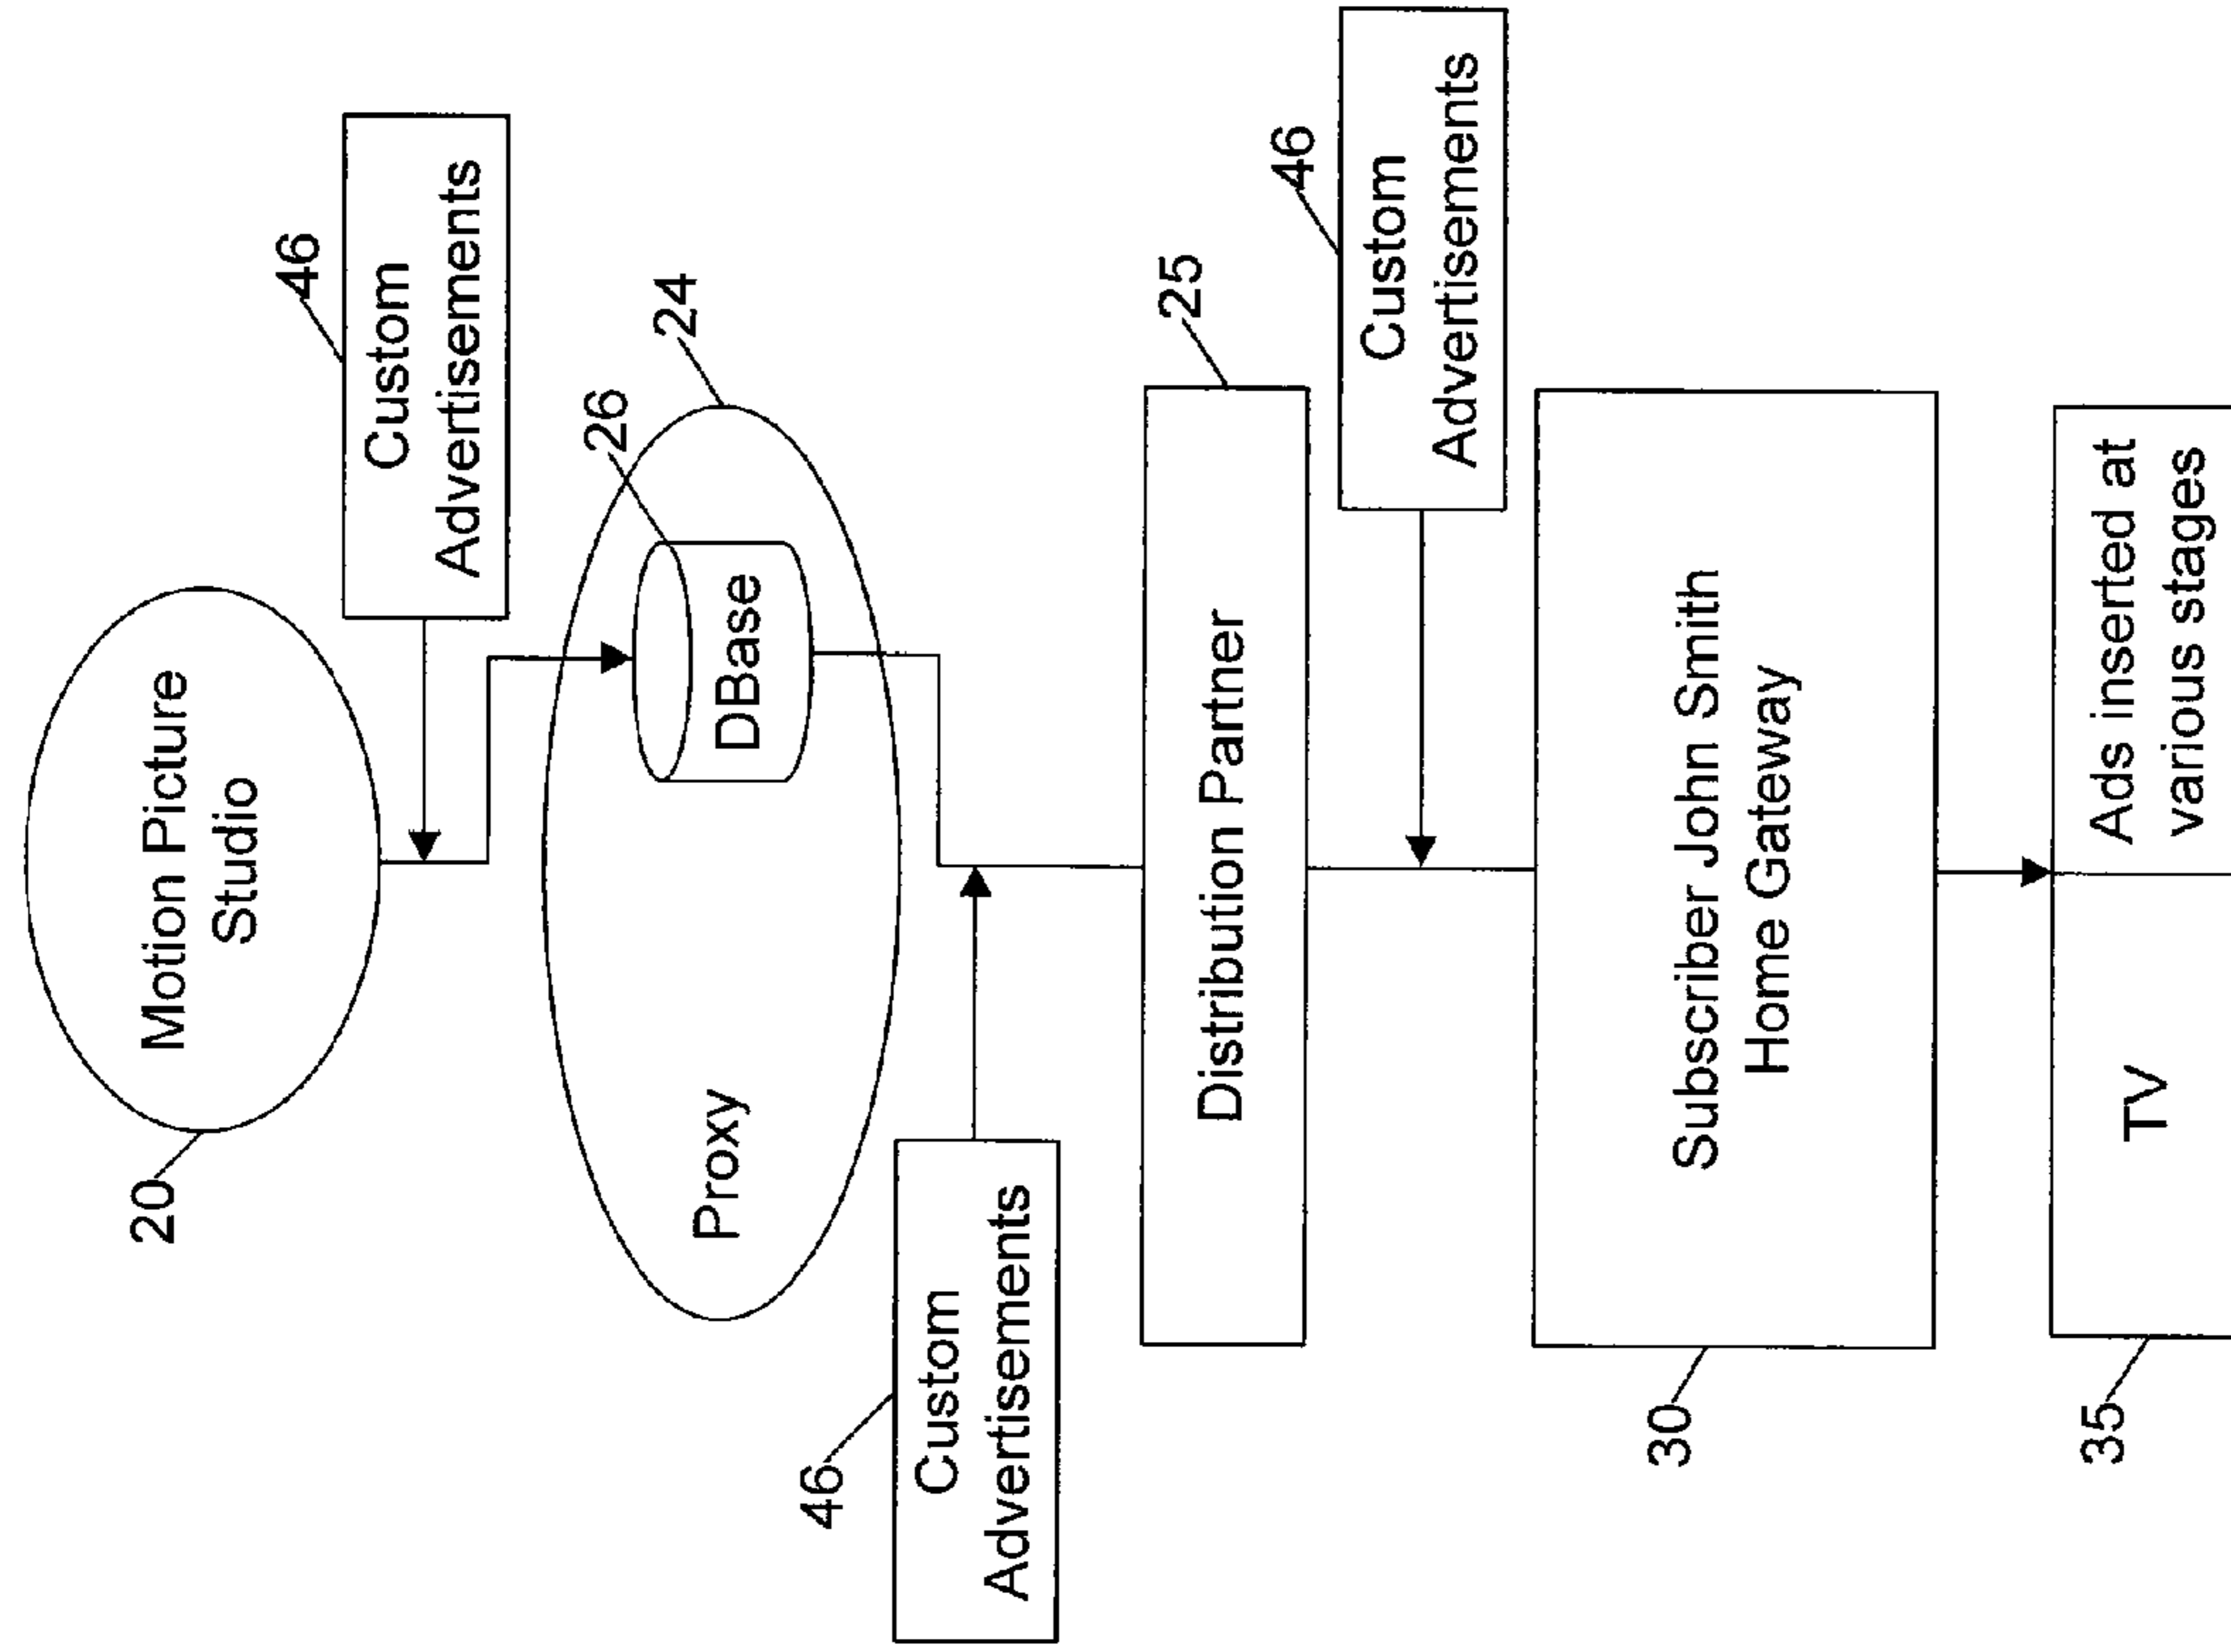 20
Motion Picture
Studio
46
Custom
Advertisements
24
26
Proxy
DBase
46
Custom
Advertisements
25
Distribution Partner
46
Custom
Advertisements
30
Subscriber John Smith
Home Gateway
35
TV
Ads inserted at
various stages